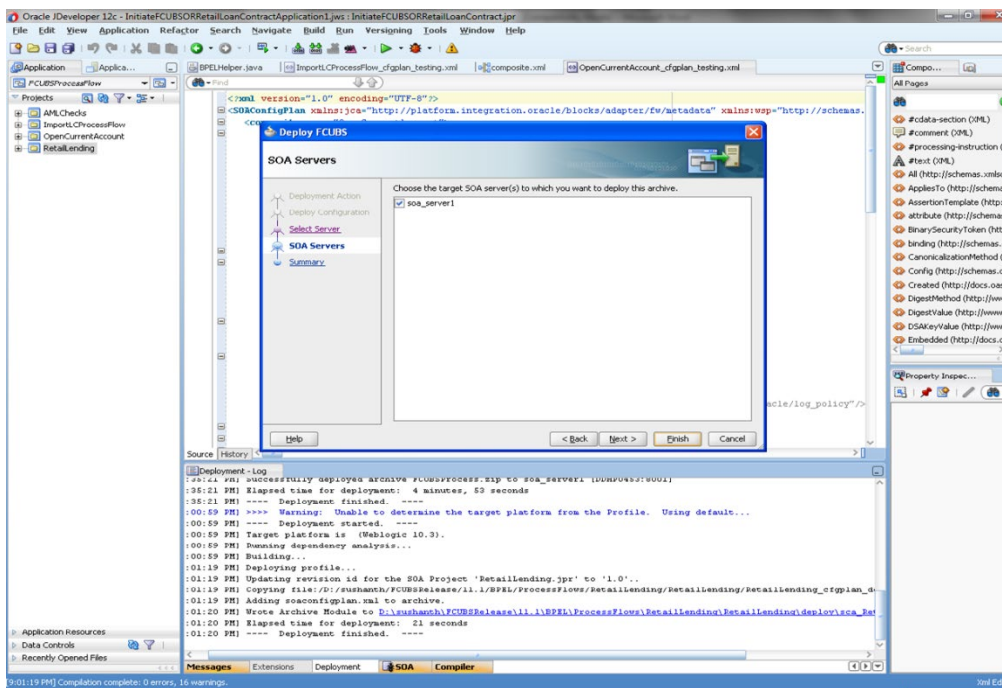 Oracle JDeveloper 12c - InitiateFCUBSORRetailLoanContractApplication1.jws : InitiateFCUBSORRetailLoanContract.jpr
File Edit View Application Refactor Search Navigate Build Run Versioning Tools Window Help
Search
Application Applica...
BPELHelper.java ImportLCProcessFlow_cfgplan_testing.xml composite.xml OpenCurrentAccount_cfgplan_testing.xml
Compo...
FCUBSProcessFlow
Find
All Pages
Projects
AMLChecks
ImportLCProcessFlow
OpenCurrentAccount
RetailLending
<?xml version="1.0" encoding="UTF-8"?>
<SOAConfigPlan xmlns:jca="http://platform.integration.oracle/blocks/adapter/fw/metadata" xmlns:wsp="http://schemas.
Deploy FCUBS
SOA Servers
Deployment Action
Deploy Configuration
Select Server
SOA Servers
Summary
Choose the target SOA server(s) to which you want to deploy this archive.
soa_server1
Help
< Back Next > Finish Cancel
acle/log_policy"/>
#cdata-section (XML)
#comment (XML)
#processing-instruction (
#text (XML)
All (http://schemas.xmlso
AppliesTo (http://schema
AssertionTemplate (http:
attribute (http://schemas
BinarySecurityToken (htt
binding (http://schemas.
CanonicalizationMethod (
Config (http://schemas.o
Created (http://docs.oas
DigestMethod (http://ww
DigestValue (http://www
DSAKeyValue (http://ww
Embedded (http://docs.o
Property Inspec...
Source History
Deployment - Log
:35:21 PM] Successfully deployed archive FCUBSProcess.zip to soa_server1
:35:21 PM] Elapsed time for deployment: 4 minutes, 53 seconds
:35:21 PM] ---- Deployment finished. ----
:00:59 PM] >>>> Warning: Unable to determine the target platform from the Profile. Using default...
:00:59 PM] ---- Deployment started. ----
:00:59 PM] Target platform is (Weblogic 10.3).
:00:59 PM] Running dependency analysis...
:00:59 PM] Building...
:01:19 PM] Deploying profile...
:01:19 PM] Updating revision id for the SOA Project 'RetailLending.jpr' to '1.0'..
:01:19 PM] Copying file:/D:/sushanth/FCUBSRelease/11.1/BPEL/ProcessFlows/RetailLending/RetailLending/RetailLending_cfgplan_d
:01:19 PM] Adding soaconfigplan.xml to archive.
:01:20 PM] Wrote Archive Module to D:\sushanth\FCUBSRelease\11.1\BPEL\ProcessFlows\RetailLending\RetailLending\deploy\sca_Ret
:01:20 PM] Elapsed time for deployment: 21 seconds
:01:20 PM] ---- Deployment finished. ----
Application Resources
Data Controls
Recently Opened Files
Messages Extensions Deployment SOA Compiler
[9:01:19 PM] Compilation complete: 0 errors, 16 warnings.
Xml Ed